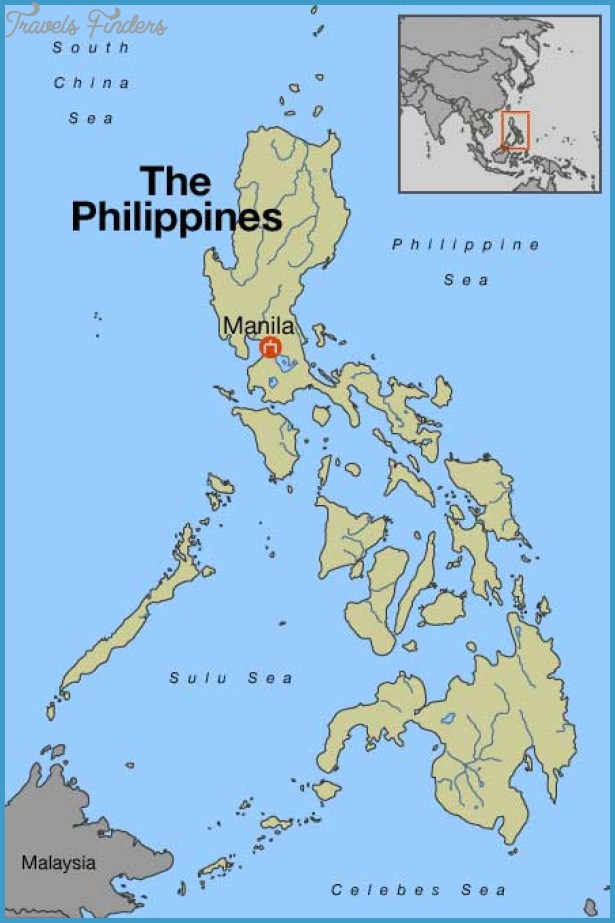 Travels Finders
South
China
Sea
The
Philippines
Philippine
Sea
Manila
Sulu Sea
Malaysia
Celebes Sea